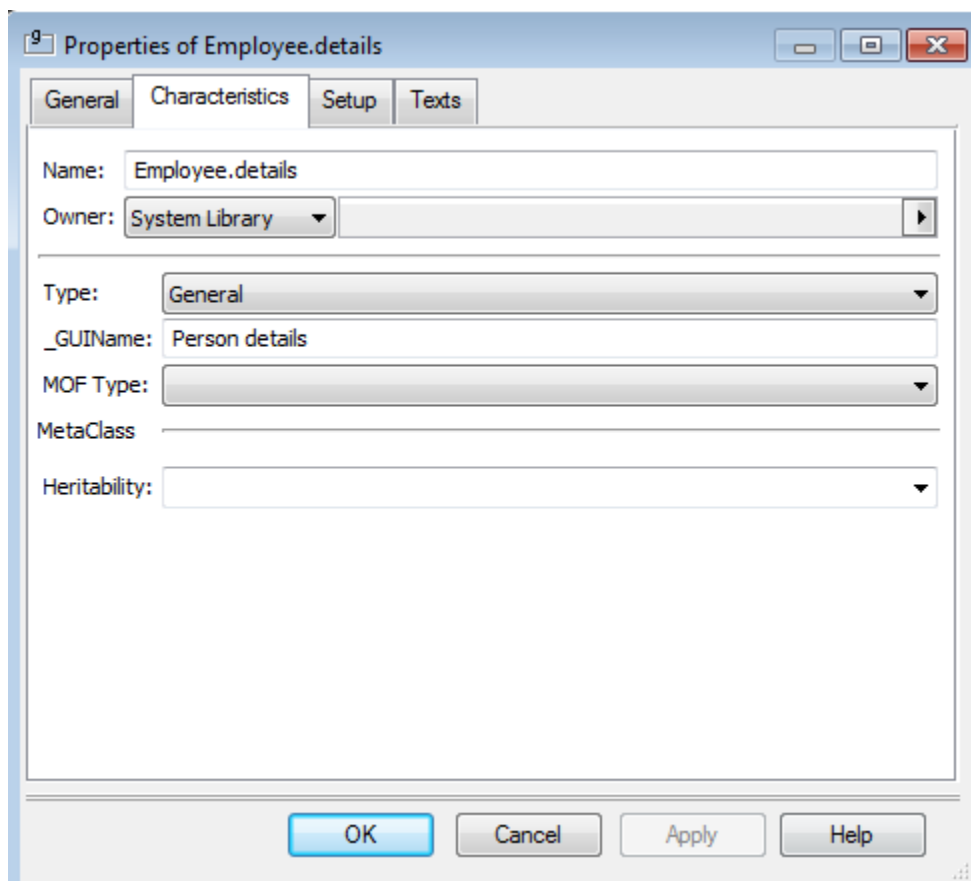 Properties of Employee.details
General Characteristics Setup Texts
Name: Employee.details
Owner: System Library
Type: General
_GUIName: Person details
MOF Type:
MetaClass
Heritability:
OK Cancel Apply Help